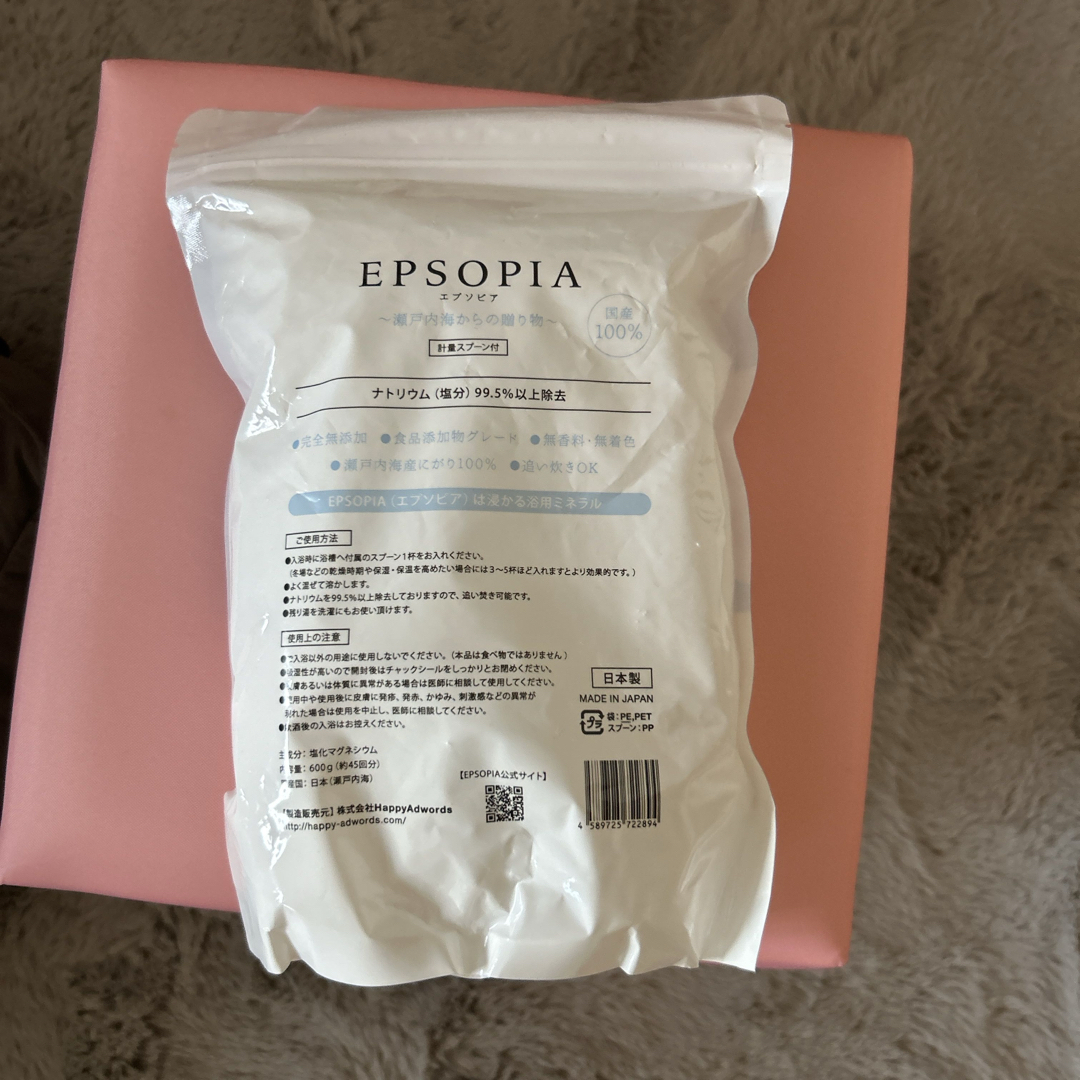 EPSOPIA
エプソピア
～瀬戸内海からの贈り物～
国産
100%
計量スプーン付
ナトリウム（塩分）99.5%以上除去
●完全無添加 ●食品添加物グレード ●無香料・無着色
●瀬戸内海産にがり100% ●追い炊きOK
EPSOPIA（エプソピア）は浸かる浴用ミネラル
ご使用方法
●入浴時に浴槽へ付属のスプーン1杯をお入れください。
（冬場などの乾燥時期や保湿・保温を高めたい場合には3〜5杯ほど入れますとより効果的です。）
●よく混ぜて溶かします。
●ナトリウムを99.5%以上除去しておりますので、追い焚き可能です。
●残り湯を洗濯にもお使い頂けます。
使用上の注意
●ご入浴以外の用途に使用しないでください。（本品は食べ物ではありません）
●吸湿性が高いので開封後はチャックシールをしっかりとお閉めください。
●皮膚あるいは体質に異常がある場合は医師に相談して使用してください。
●使用中や使用後に皮膚に発疹、発赤、かゆみ、刺激感などの異常が
現れた場合は使用を中止し、医師に相談してください。
●飲酒後の入浴はお控えください。
日本製
MADE IN JAPAN
プラ
袋：PE,PET
スプーン：PP
主成分：塩化マグネシウム
内容量：600g（約45回分）
原産国：日本（瀬戸内海）
【製造販売元】株式会社HappyAdwords
http://happy-adwords.com/
【EPSOPIA公式サイト】
4 589725 722894